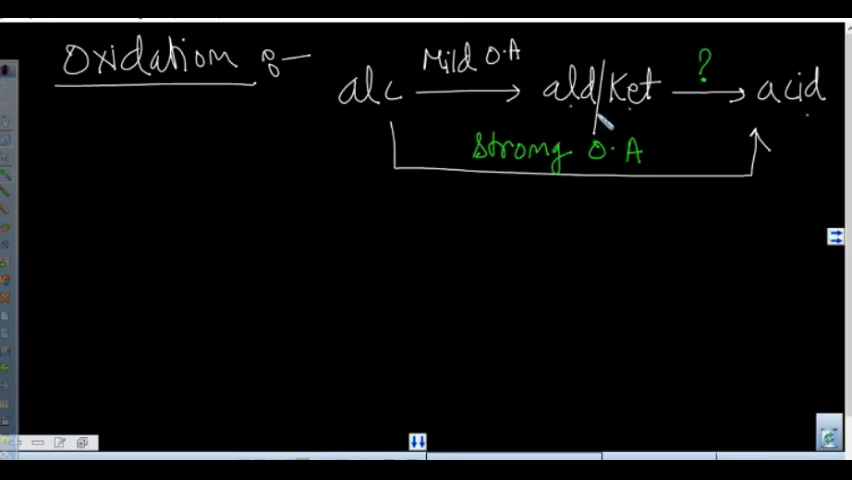 Oxidation :-
Mild O.A ?
alc → ald/ket → acid
Strong O.A